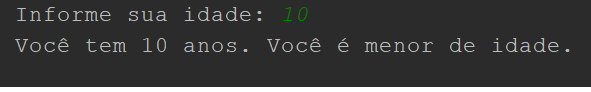 Informe sua idade: 10
Você tem 10 anos. Você é menor de idade.